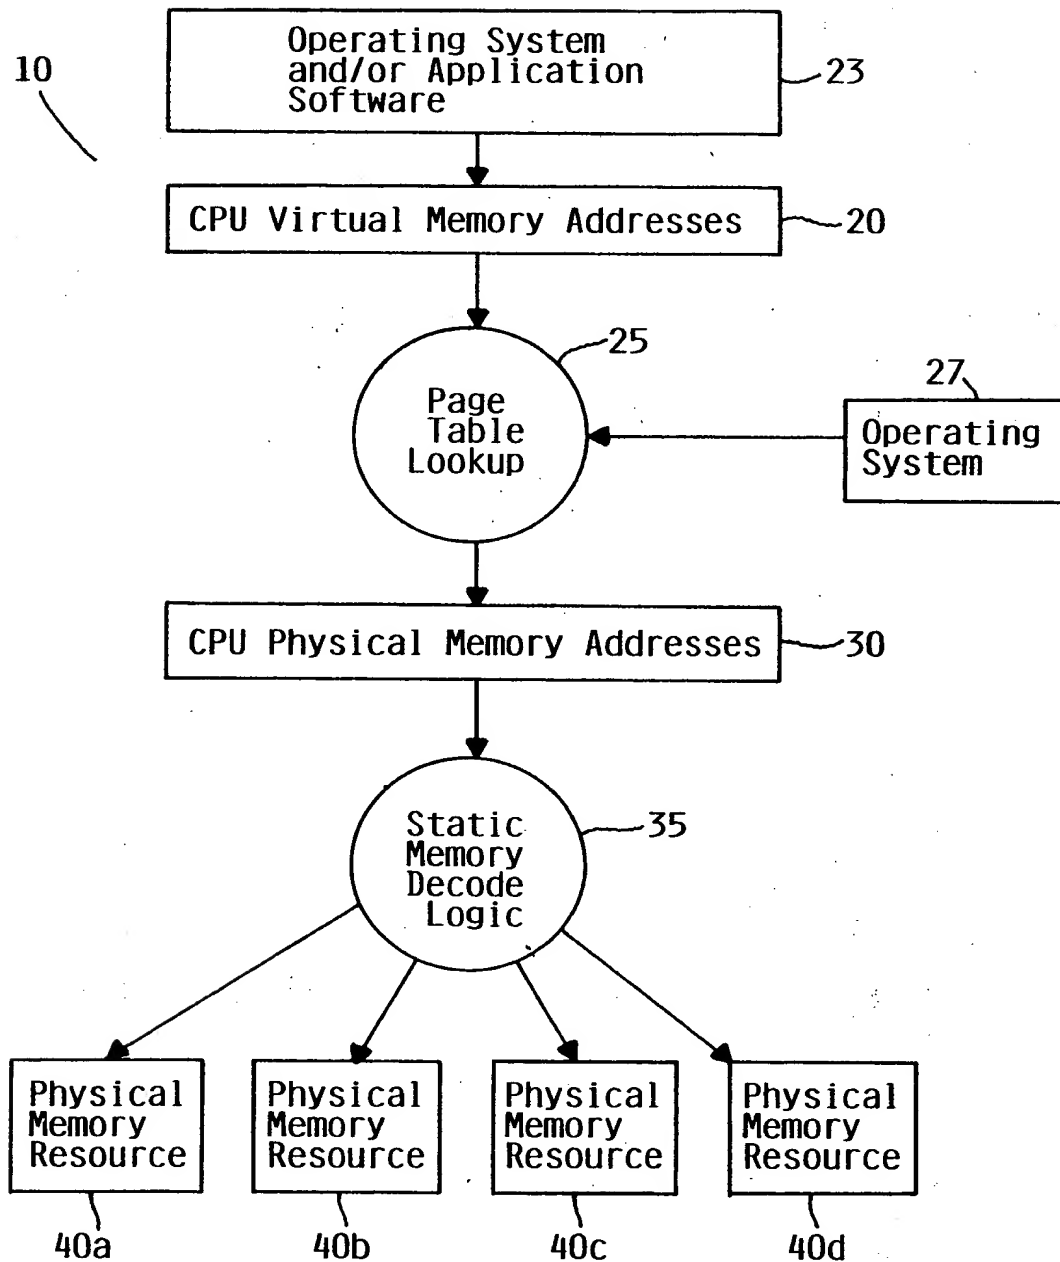 Operating System
and/or Application
Software
10
23
CPU Virtual Memory Addresses
20
25
Page
Table
Lookup
27
Operating
System
CPU Physical Memory Addresses
30
Static
Memory
Decode
Logic
35
Physical
Memory
Resource
Physical
Memory
Resource
Physical
Memory
Resource
Physical
Memory
Resource
40a
40b
40c
40d